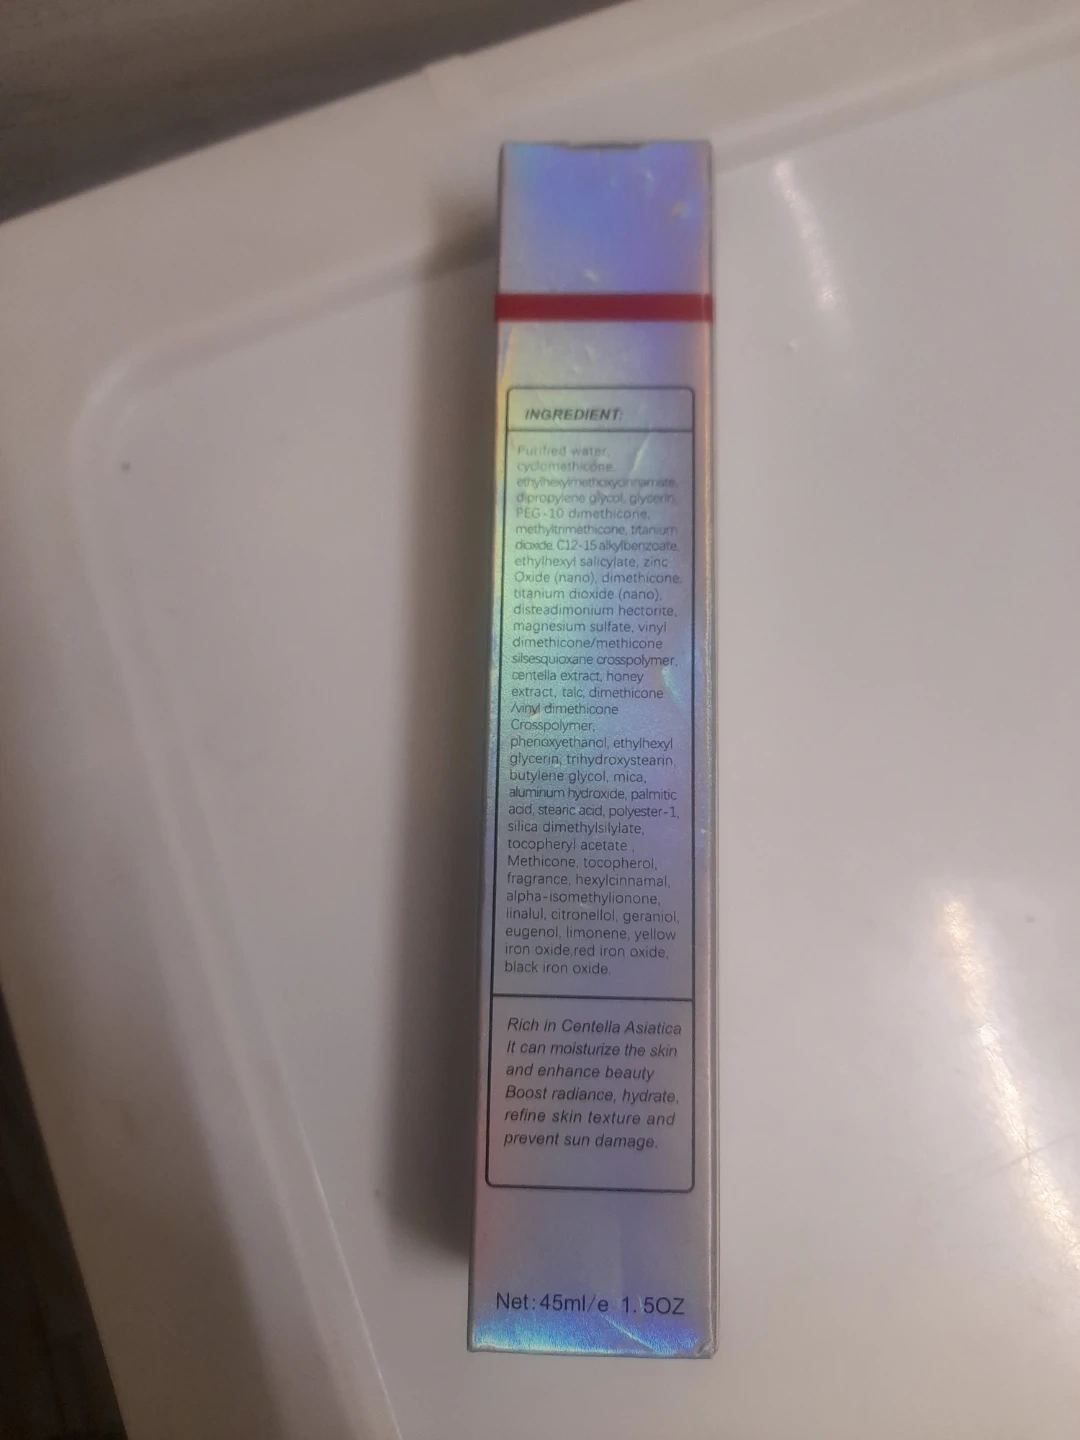 INGREDIENT:
Purified water,
cyclomethicone,
ethylhexylmethoxycinnamate,
dipropylene glycol, glycerin,
PEG-10 dimethicone,
methyltrimethicone, titanium
dioxide, C12-15 alkylbenzoate,
ethylhexyl salicylate, zinc
Oxide (nano), dimethicone,
titanium dioxide (nano),
disteadimonium hectorite,
magnesium sulfate, vinyl
dimethicone/methicone
silsesquioxane crosspolymer,
centella extract, honey
extract, talc, dimethicone
/vinyl dimethicone
Crosspolymer,
phenoxyethanol, ethylhexyl
glycerin, trihydroxystearin,
butylene glycol, mica,
aluminum hydroxide, palmitic
acid, stearic acid, polyester-1,
silica dimethylsilylate,
tocopheryl acetate ,
Methicone, tocopherol,
fragrance, hexylcinnamal,
alpha-isomethylionone,
linalul, citronellol, geraniol,
eugenol, limonene, yellow
iron oxide,red iron oxide,
black iron oxide.
Rich in Centella Asiatica
It can moisturize the skin
and enhance beauty
Boost radiance, hydrate,
refine skin texture and
prevent sun damage.
Net:45ml/e 1.5OZ